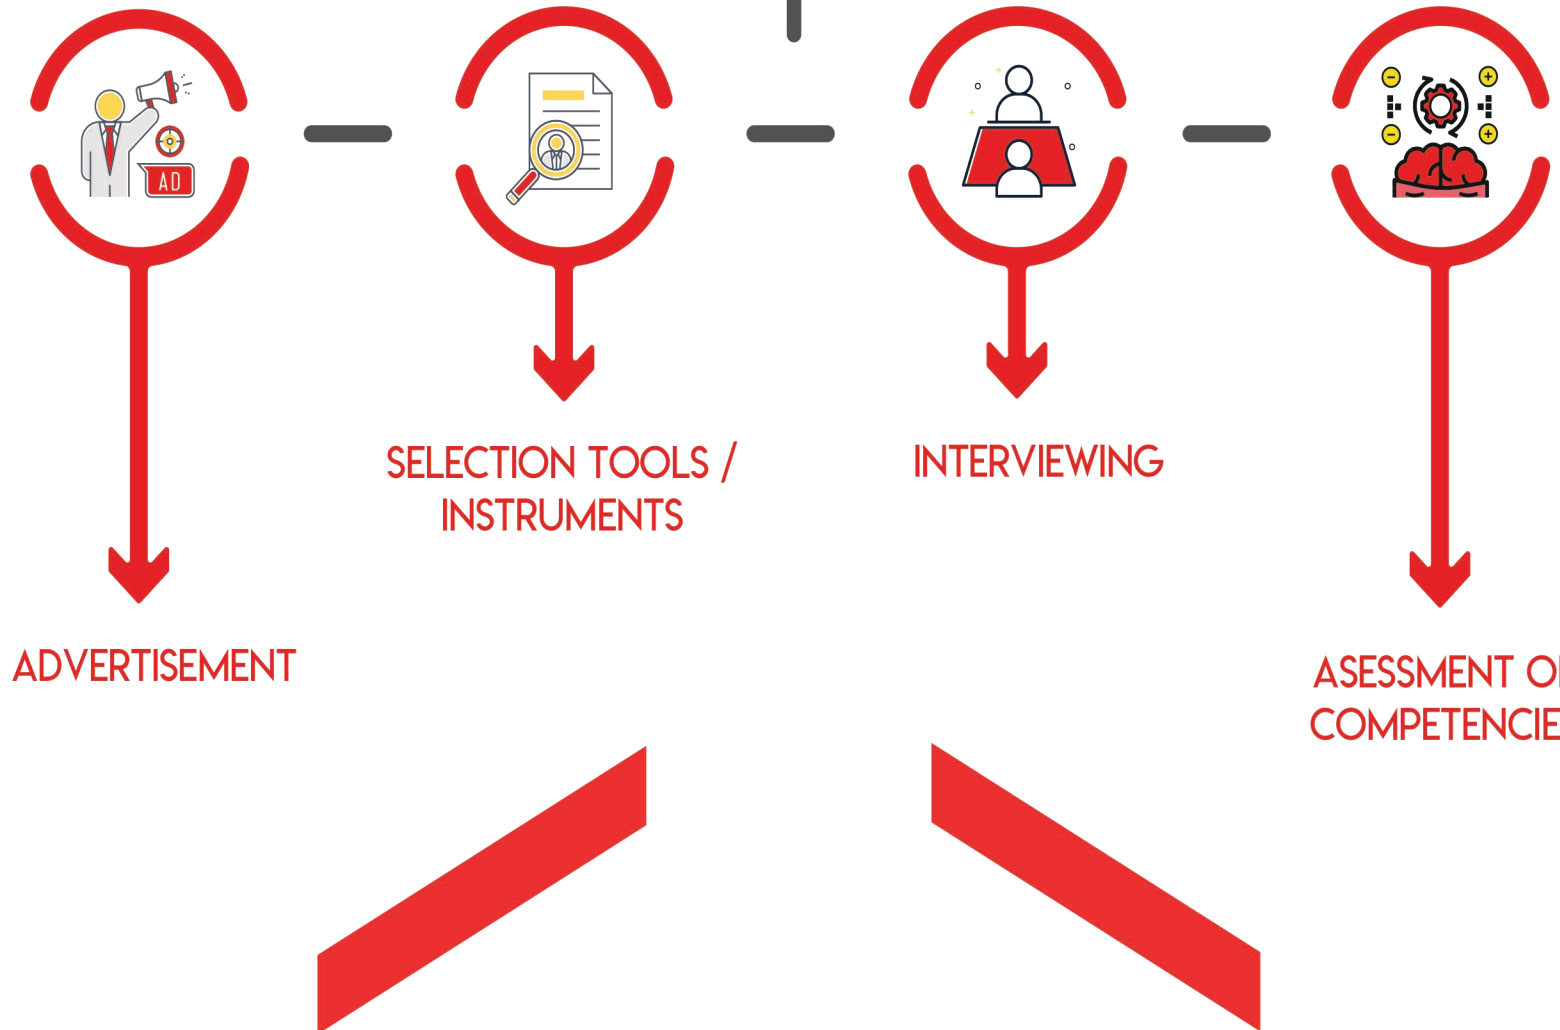 AD
SELECTION TOOLS /
INSTRUMENTS
INTERVIEWING
ADVERTISEMENT
ASESSMENT
COMPETENCIE